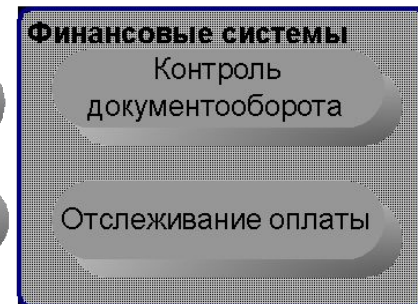 Финансовые системы
Контроль
документооборота
Отслеживание оплаты